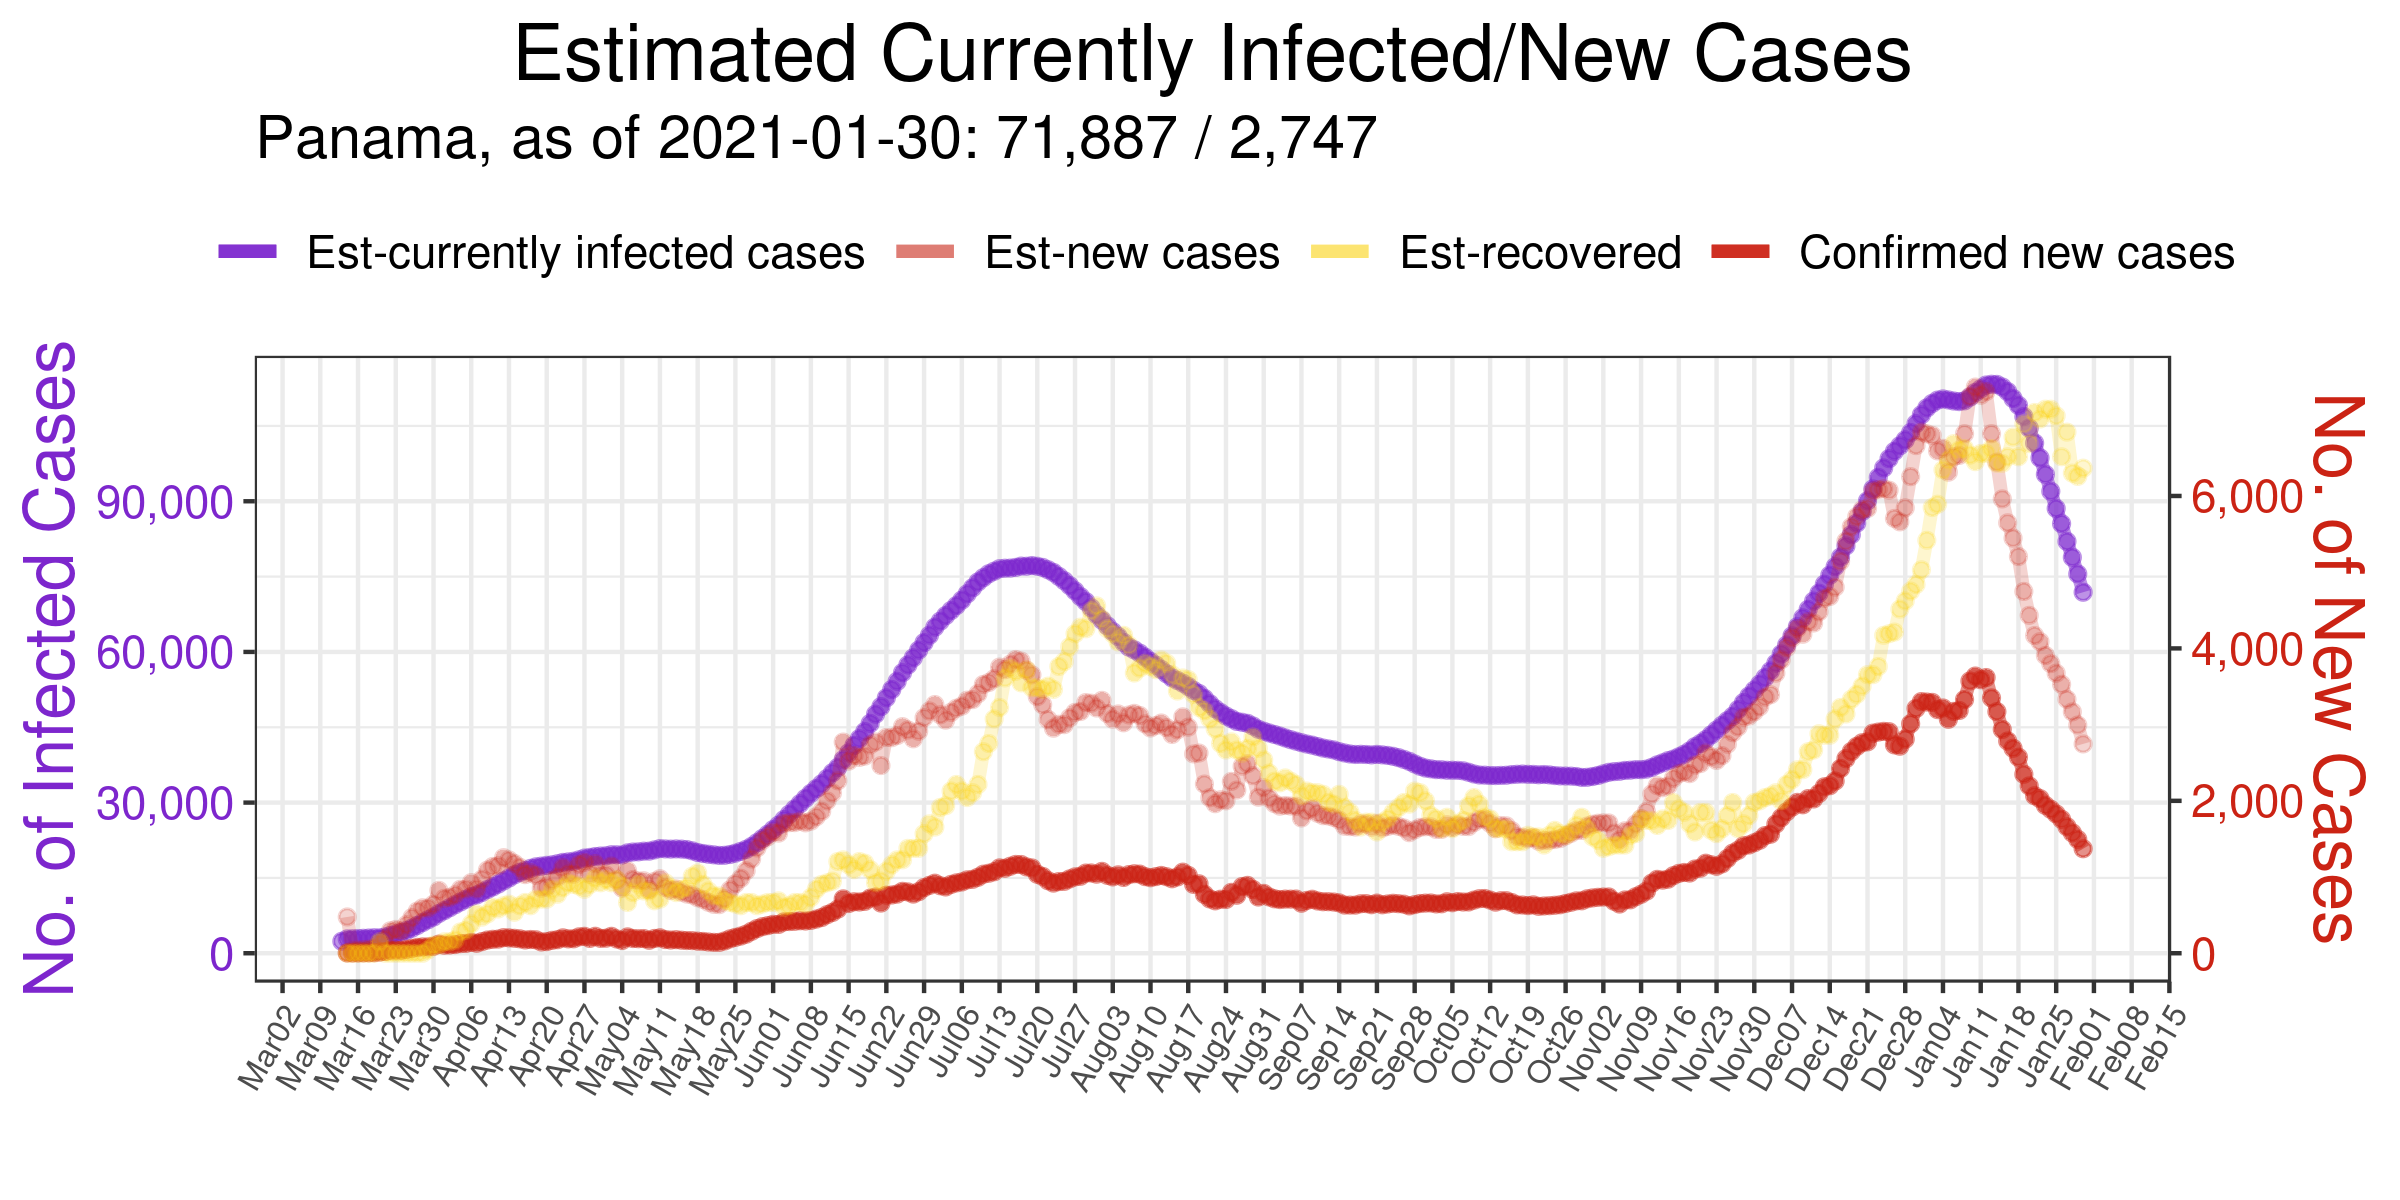 Estimated Currently Infected/New Cases
Panama, as of 2021-01-30: 71,887 / 2,747
Est-currently infected cases
Est-new cases
Est-recovered
Confirmed new cases
No. of Infected Cases
90,000
60,000
30,000
0
6,000
4,000
2,000
0
No. of New Cases
Mar02
Mar09
Mar16
Mar23
Mar30
Apr06
Apr13
Apr20
Apr27
May04
May11
May18
May25
Jun01
Jun08
Jun15
Jun22
Jun29
Jul06
Jul13
Jul20
Jul27
Aug03
Aug10
Aug17
Aug24
Aug31
Sep07
Sep14
Sep21
Sep28
Oct05
Oct12
Oct19
Oct26
Nov02
Nov09
Nov16
Nov23
Nov30
Dec07
Dec14
Dec21
Dec28
Jan04
Jan11
Jan18
Jan25
Feb01
Feb08
Feb15